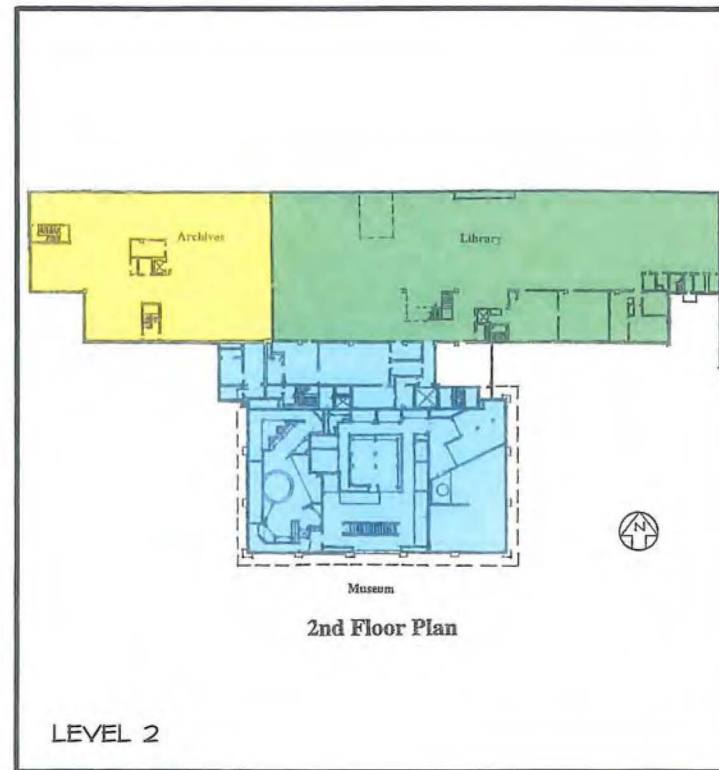 Archives
Library
N
Museum
2nd Floor Plan
LEVEL 2